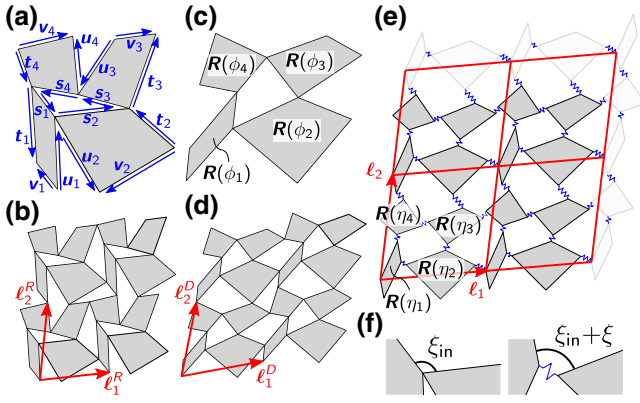 (a)
v₄
u₄
v₃
t₄
u₃
s₄
s₃
t₃
s₁
s₂
t₁
t₂
u₂
v₂
v₁
u₁
(b)
ℓ₂ᴿ
ℓ₁ᴿ
(c)
R(ϕ₄)
R(ϕ₃)
R(ϕ₂)
R(ϕ₁)
(d)
ℓ₂ᴰ
ℓ₁ᴰ
(e)
ℓ₂
R(η₄)
R(η₃)
R(η₂)
ℓ₁
R(η₁)
(f)
ξin
ξin+ξ